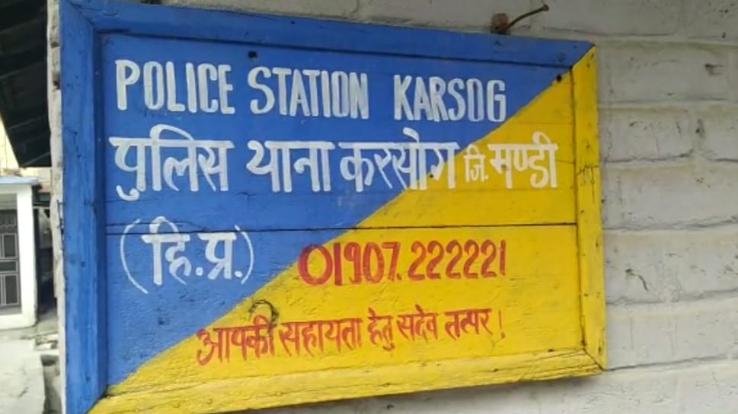 POLICE STATION KARSOG
पुलिस थाना करसोग जि. मण्डी
(हि.प्र.) 01907.222221
आपकी सहायता हेतु सदैव तत्पर !